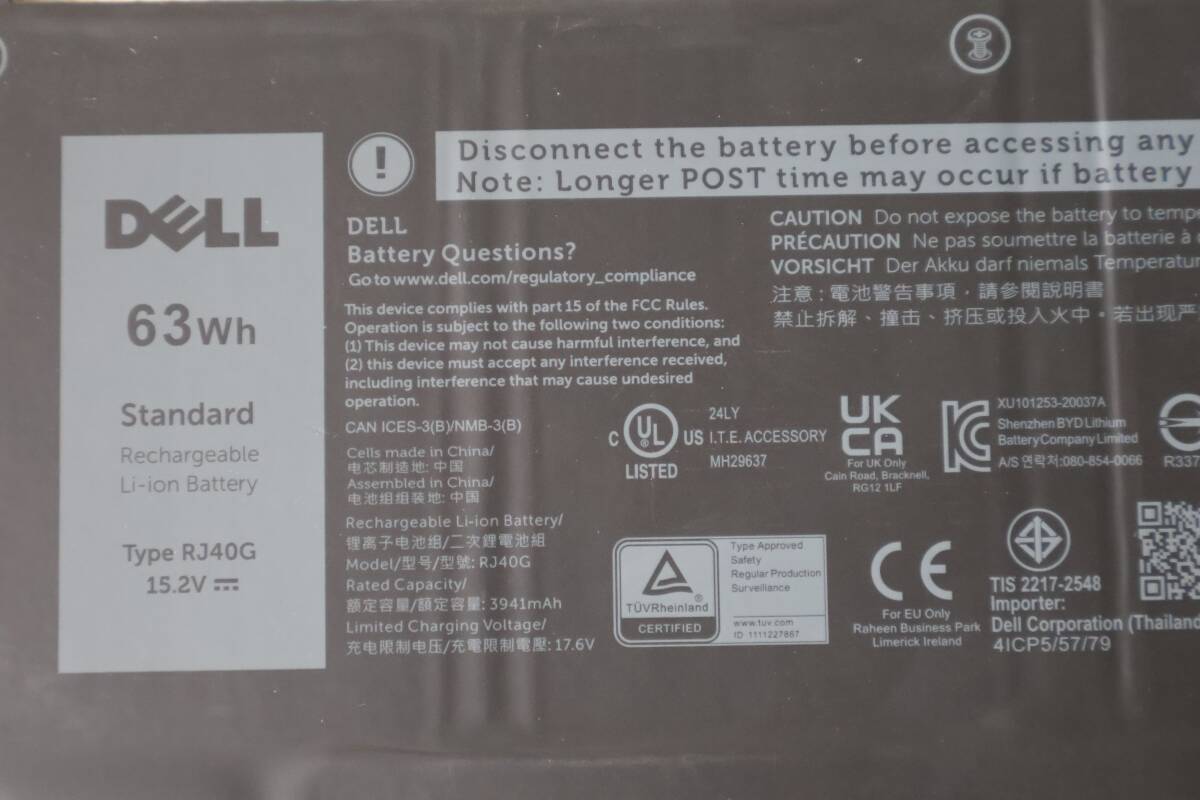 DELL
63Wh
Standard
Rechargeable
Li-ion Battery
Type RJ40G
15.2V
!
Disconnect the battery before accessing any
Note: Longer POST time may occur if battery
DELL
Battery Questions?
Go to www.dell.com/regulatory_compliance
This device complies with part 15 of the FCC Rules.
Operation is subject to the following two conditions:
(1) This device may not cause harmful interference, and
(2) this device must accept any interference received,
including interference that may cause undesired
operation.
CAN ICES-3(B)/NMB-3(B)
Cells made in China/
电芯制造地: 中国
Assembled in China/
电池组组装地: 中国
Rechargeable Li-ion Battery/
锂离子电池组/二次鋰電池組
Model/型号/型號: RJ40G
Rated Capacity/
额定容量/額定容量: 3941mAh
Limited Charging Voltage/
充电限制电压/充電限制電壓: 17.6V
CAUTION Do not expose the battery to
PRÉCAUTION Ne pas soumettre la batterie à
VORSICHT Der Akku darf niemals
注意 : 電池警告事項，請參閱說明書
禁止拆解、撞击、挤压或投入火中。若出现严
C UL US
LISTED
24LY
I.T.E. ACCESSORY
MH29637
UK
CA
For UK Only
Cain Road, Bracknell,
RG12 1LF
KC
XU101253-20037A
Shenzhen BYD Lithium
Battery Company Limited
A/S 연락처:080-854-0066
R337
TÜVRheinland
CERTIFIED
Type Approved
Safety
Regular Production
Surveillance
www.tuv.com
ID 1111227867
CE
For EU Only
Raheen Business Park
Limerick Ireland
TIS 2217-2548
Importer:
Dell Corporation (Thailand
4ICP5/57/79